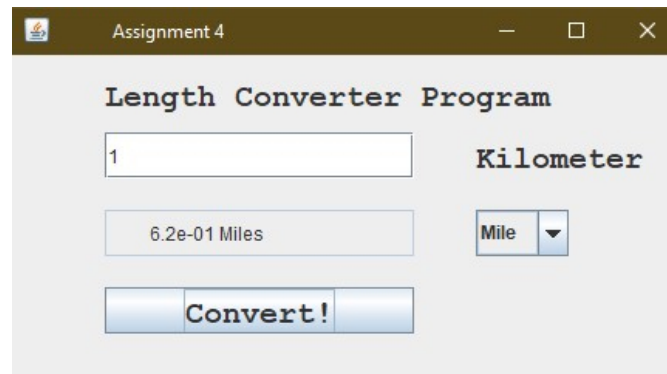 Assignment 4
Length Converter Program
1
Kilometer
6.2e-01 Miles
Mile
Convert!